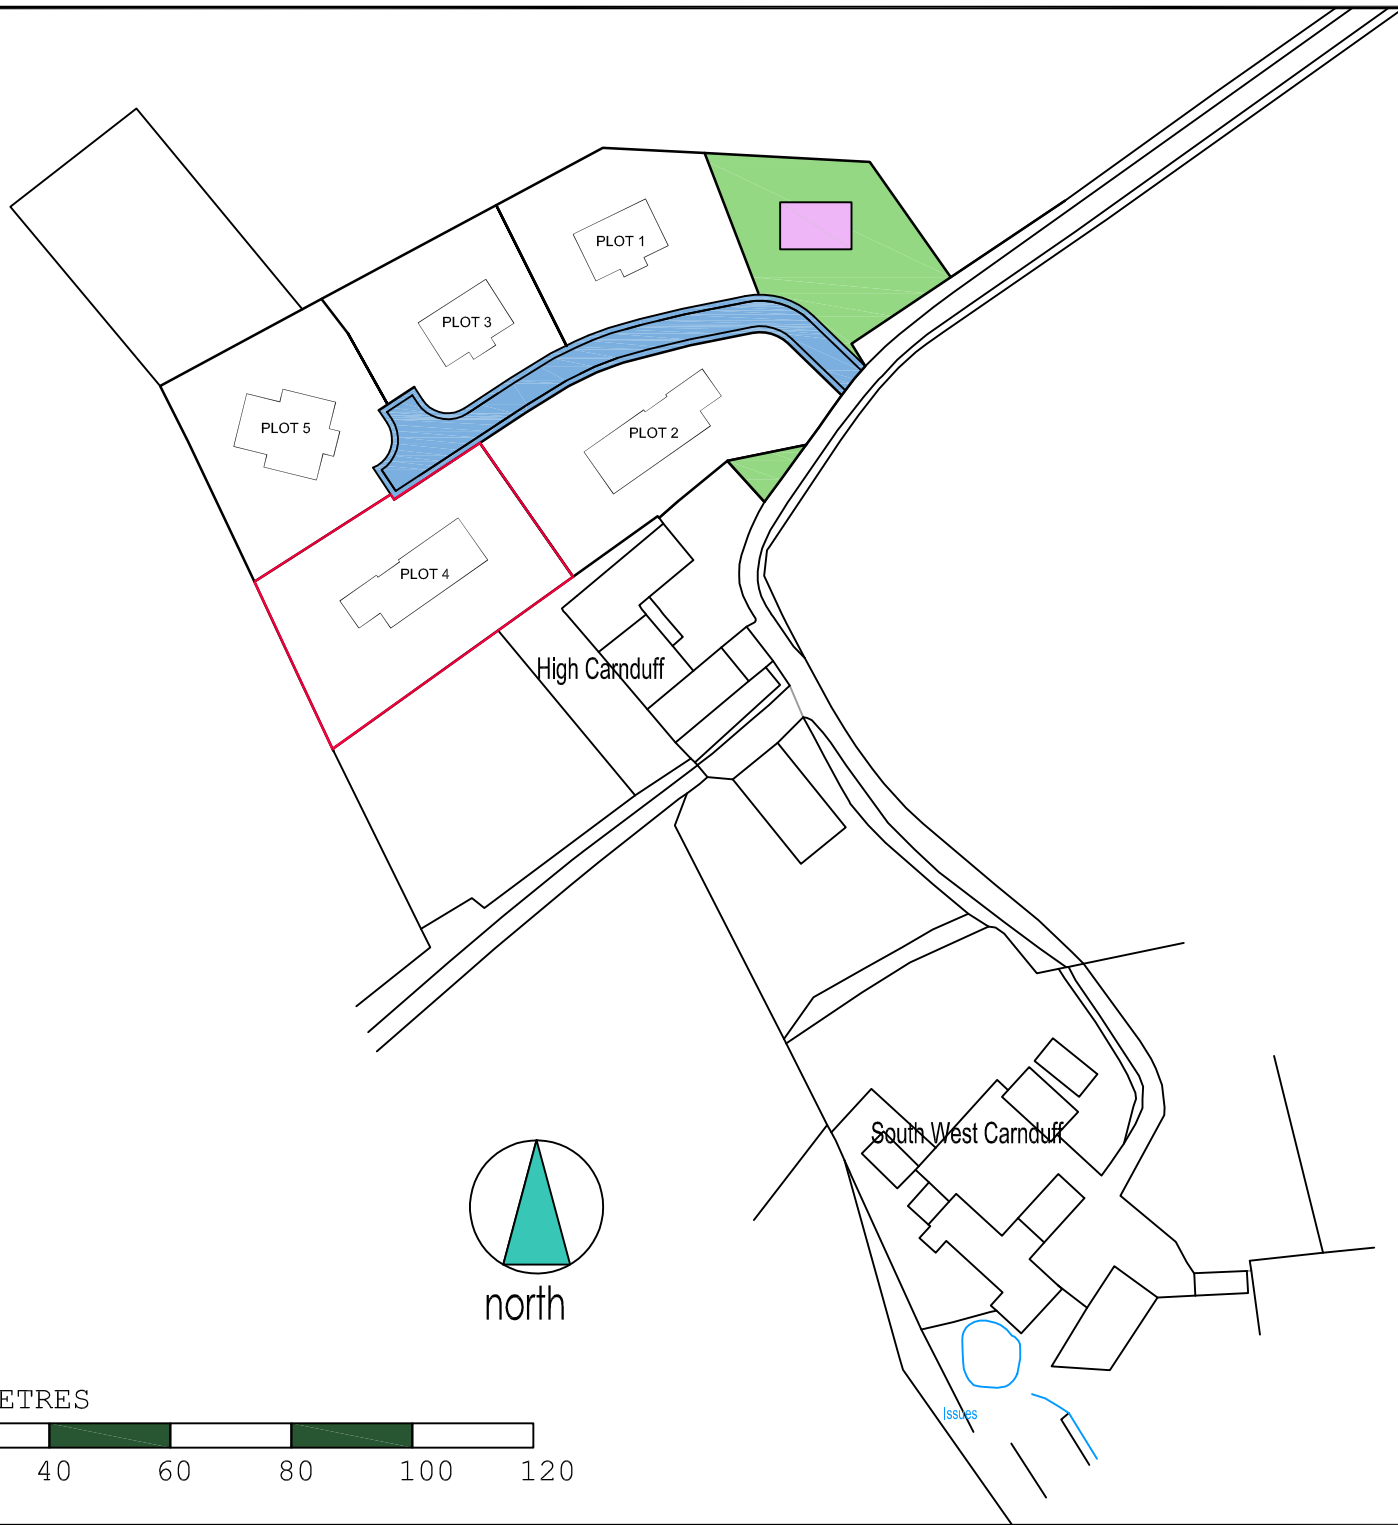 PLOT 1
PLOT 3
PLOT 5
PLOT 2
PLOT 4
High Carnduff
South West Carnduff
north
Issues
ETRES
40 60 80 100 120